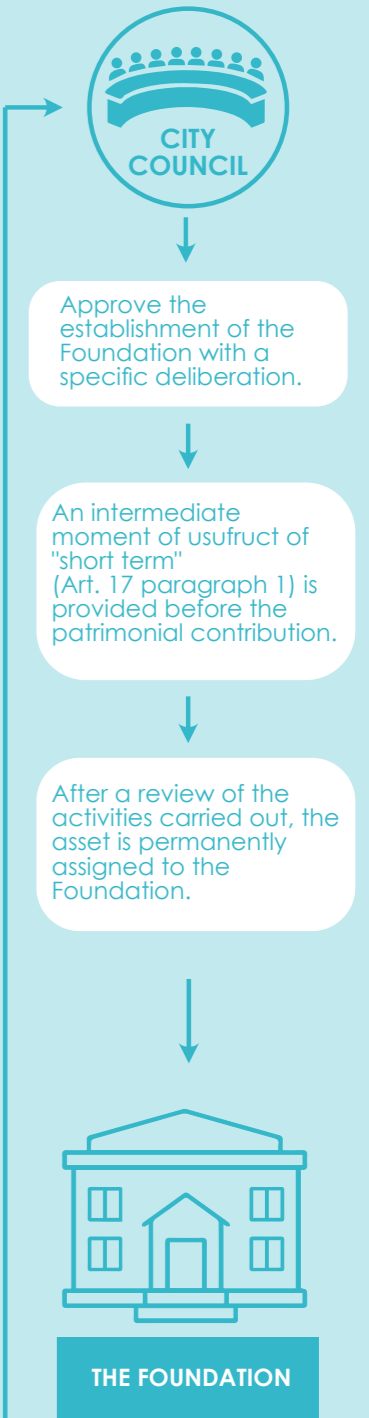 CITY
COUNCIL
Approve the
establishment of the
Foundation with a
specific deliberation.
An intermediate
moment of usufruct of
"short term"
(Art. 17 paragraph 1) is
provided before the
patrimonial contribution.
After a review of the
activities carried out, the
asset is permanently
assigned to the
Foundation.
THE FOUNDATION